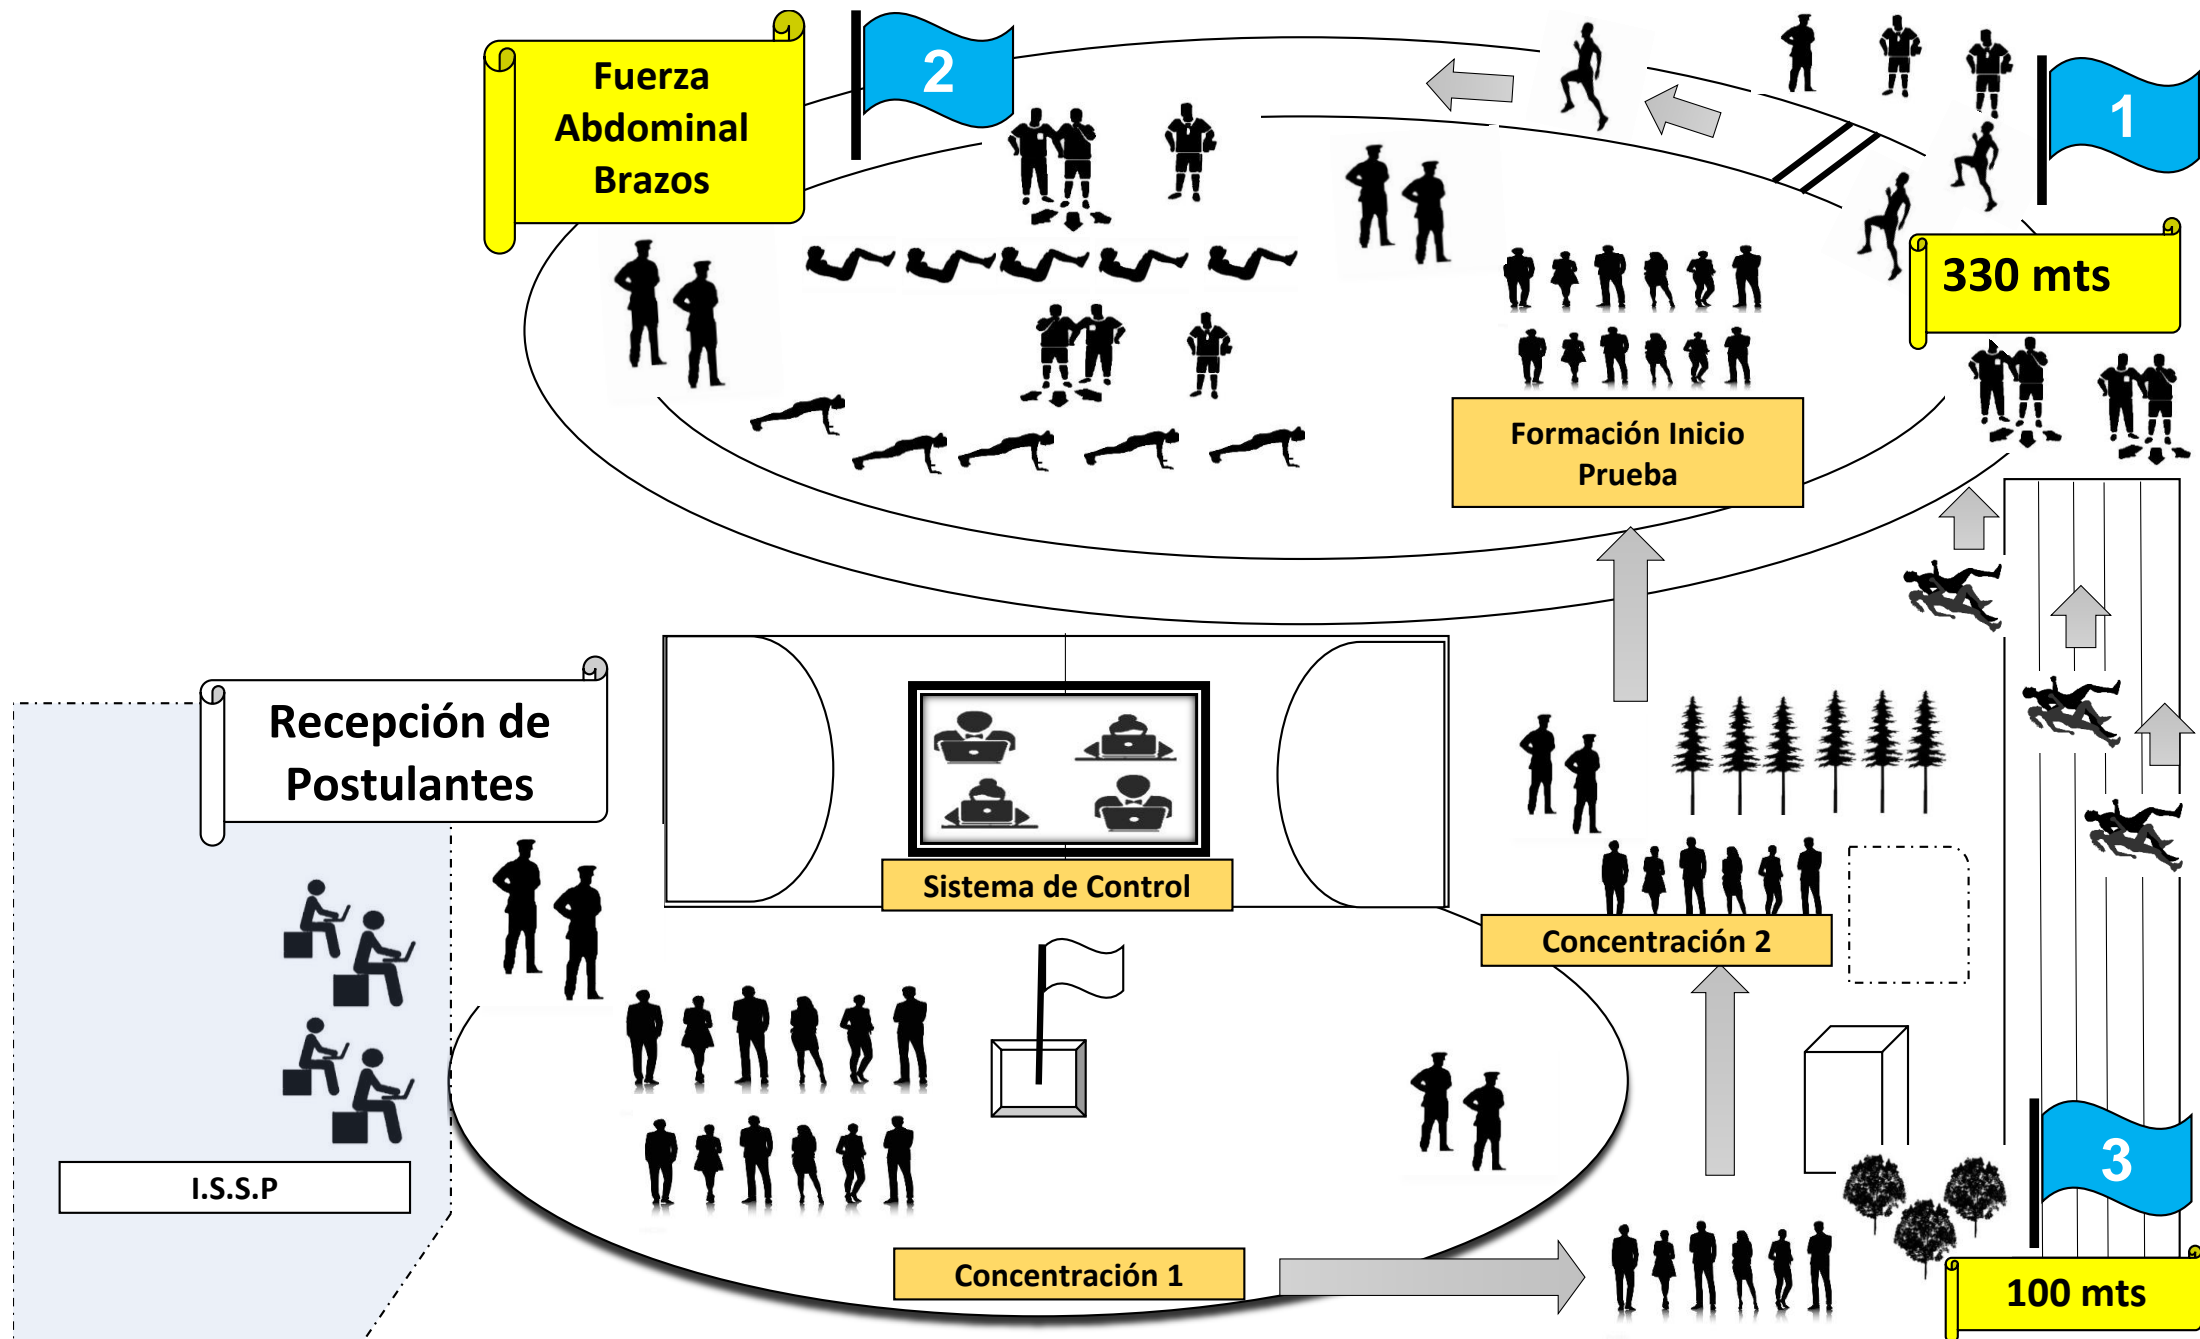 Fuerza
Abdominal
Brazos
2
1
330 mts
Formación Inicio
Prueba
Recepción de
Postulantes
Sistema de Control
Concentración 2
I.S.S.P
3
Concentración 1
100 mts